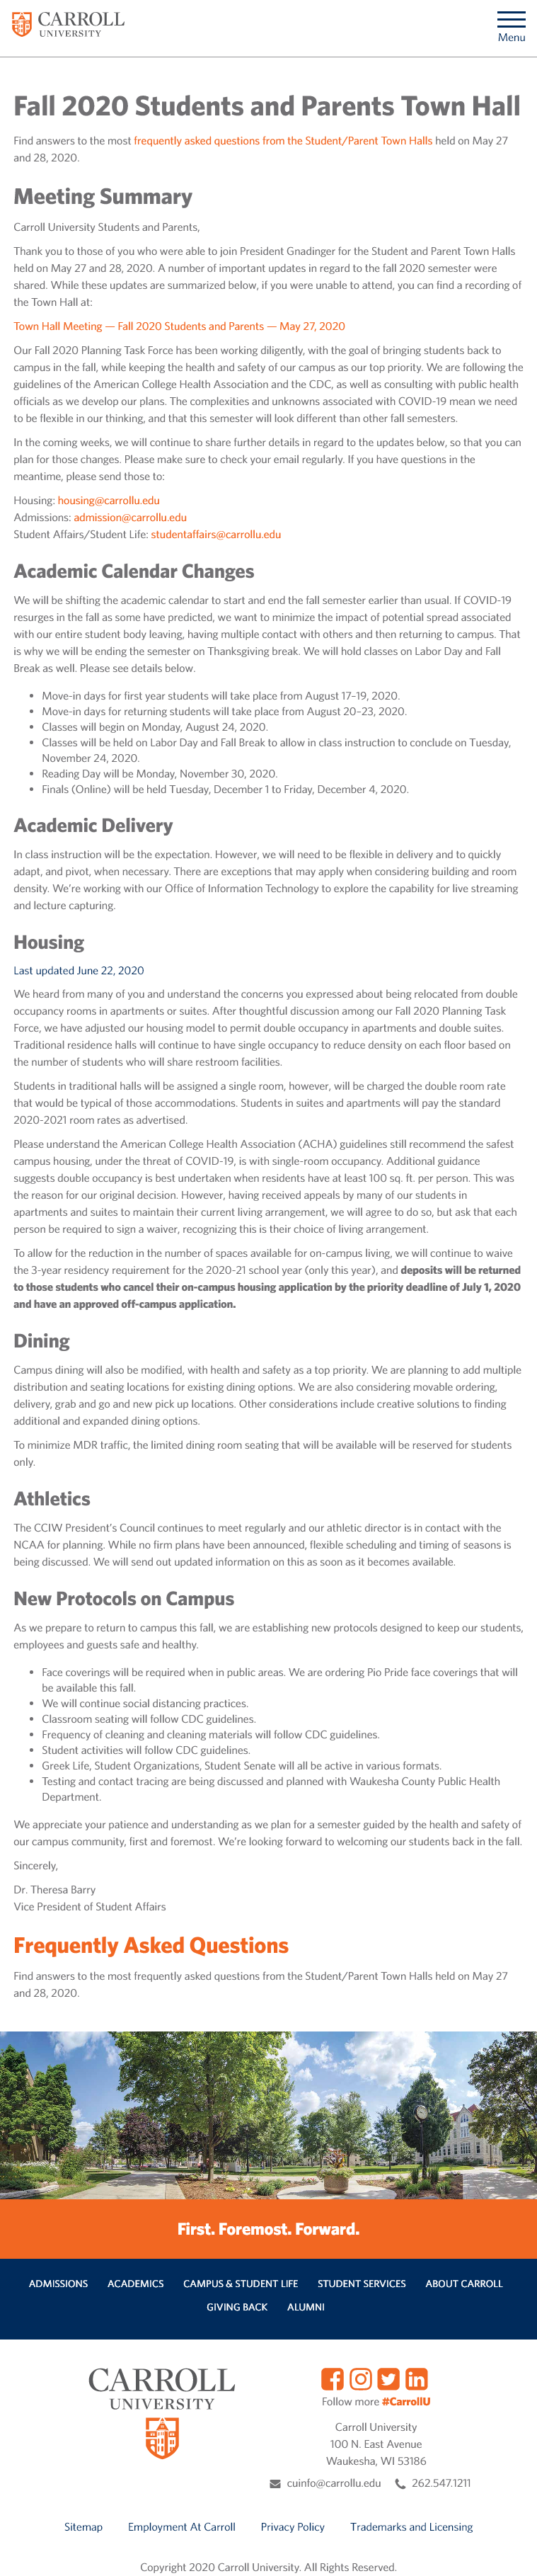 CARROLL
UNIVERSITY
Menu
Fall 2020 Students and Parents Town Hall
Find answers to the most frequently asked questions from the Student/Parent Town Halls held on May 27
and 28, 2020.
Meeting Summary
Carroll University Students and Parents,
Thank you to those of you who were able to join President Gnadinger for the Student and Parent Town Halls
held on May 27 and 28, 2020. A number of important updates in regard to the fall 2020 semester were
shared. While these updates are summarized below, if you were unable to attend, you can find a recording of
the Town Hall at:
Town Hall Meeting — Fall 2020 Students and Parents — May 27, 2020
Our Fall 2020 Planning Task Force has been working diligently, with the goal of bringing students back to
campus in the fall, while keeping the health and safety of our campus as our top priority. We are following the
guidelines of the American College Health Association and the CDC, as well as consulting with public health
officials as we develop our plans. The complexities and unknowns associated with COVID-19 mean we need
to be flexible in our thinking, and that this semester will look different than other fall semesters.
In the coming weeks, we will continue to share further details in regard to the updates below, so that you can
plan for those changes. Please make sure to check your email regularly. If you have questions in the
meantime, please send those to:
Housing: housing@carrollu.edu
Admissions: admission@carrollu.edu
Student Affairs/Student Life: studentaffairs@carrollu.edu
Academic Calendar Changes
We will be shifting the academic calendar to start and end the fall semester earlier than usual. If COVID-19
resurges in the fall as some have predicted, we want to minimize the impact of potential spread associated
with our entire student body leaving, having multiple contact with others and then returning to campus. That
is why we will be ending the semester on Thanksgiving break. We will hold classes on Labor Day and Fall
Break as well. Please see details below.
• Move-in days for first year students will take place from August 17–19, 2020.
• Move-in days for returning students will take place from August 20–23, 2020.
• Classes will begin on Monday, August 24, 2020.
• Classes will be held on Labor Day and Fall Break to allow in class instruction to conclude on Tuesday,
November 24, 2020.
• Reading Day will be Monday, November 30, 2020.
• Finals (Online) will be held Tuesday, December 1 to Friday, December 4, 2020.
Academic Delivery
In class instruction will be the expectation. However, we will need to be flexible in delivery and to quickly
adapt, and pivot, when necessary. There are exceptions that may apply when considering building and room
density. We're working with our Office of Information Technology to explore the capability for live streaming
and lecture capturing.
Housing
Last updated June 22, 2020
We heard from many of you and understand the concerns you expressed about being relocated from double
occupancy rooms in apartments or suites. After thoughtful discussion among our Fall 2020 Planning Task
Force, we have adjusted our housing model to permit double occupancy in apartments and double suites.
Traditional residence halls will continue to have single occupancy to reduce density on each floor based on
the number of students who will share restroom facilities.
Students in traditional halls will be assigned a single room, however, will be charged the double room rate
that would be typical of those accommodations. Students in suites and apartments will pay the standard
2020-2021 room rates as advertised.
Please understand the American College Health Association (ACHA) guidelines still recommend the safest
campus housing, under the threat of COVID-19, is with single-room occupancy. Additional guidance
suggests double occupancy is best undertaken when residents have at least 100 sq. ft. per person. This was
the reason for our original decision. However, having received appeals by many of our students in
apartments and suites to maintain their current living arrangement, we will agree to do so, but ask that each
person be required to sign a waiver, recognizing this is their choice of living arrangement.
To allow for the reduction in the number of spaces available for on-campus living, we will continue to waive
the 3-year residency requirement for the 2020-21 school year (only this year), and deposits will be returned
to those students who cancel their on-campus housing application by the priority deadline of July 1, 2020
and have an approved off-campus application.
Dining
Campus dining will also be modified, with health and safety as a top priority. We are planning to add multiple
distribution and seating locations for existing dining options. We are also considering movable ordering,
delivery, grab and go and new pick up locations. Other considerations include creative solutions to finding
additional and expanded dining options.
To minimize MDR traffic, the limited dining room seating that will be available will be reserved for students
only.
Athletics
The CCIW President's Council continues to meet regularly and our athletic director is in contact with the
NCAA for planning. While no firm plans have been announced, flexible scheduling and timing of seasons is
being discussed. We will send out updated information on this as soon as it becomes available.
New Protocols on Campus
As we prepare to return to campus this fall, we are establishing new protocols designed to keep our students,
employees and guests safe and healthy.
• Face coverings will be required when in public areas. We are ordering Pio Pride face coverings that will
be available this fall.
• We will continue social distancing practices.
• Classroom seating will follow CDC guidelines.
• Frequency of cleaning and cleaning materials will follow CDC guidelines.
• Student activities will follow CDC guidelines.
• Greek Life, Student Organizations, Student Senate will all be active in various formats.
• Testing and contact tracing are being discussed and planned with Waukesha County Public Health
Department.
We appreciate your patience and understanding as we plan for a semester guided by the health and safety of
our campus community, first and foremost. We're looking forward to welcoming our students back in the fall.
Sincerely,
Dr. Theresa Barry
Vice President of Student Affairs
Frequently Asked Questions
Find answers to the most frequently asked questions from the Student/Parent Town Halls held on May 27
and 28, 2020.
First. Foremost. Forward.
ADMISSIONS ACADEMICS CAMPUS & STUDENT LIFE STUDENT SERVICES ABOUT CARROLL
GIVING BACK ALUMNI
CARROLL
UNIVERSITY
Follow more #CarrollU
Carroll University
100 N. East Avenue
Waukesha, WI 53186
cuinfo@carrollu.edu 262.547.1211
Sitemap Employment At Carroll Privacy Policy Trademarks and Licensing
Copyright 2020 Carroll University. All Rights Reserved.